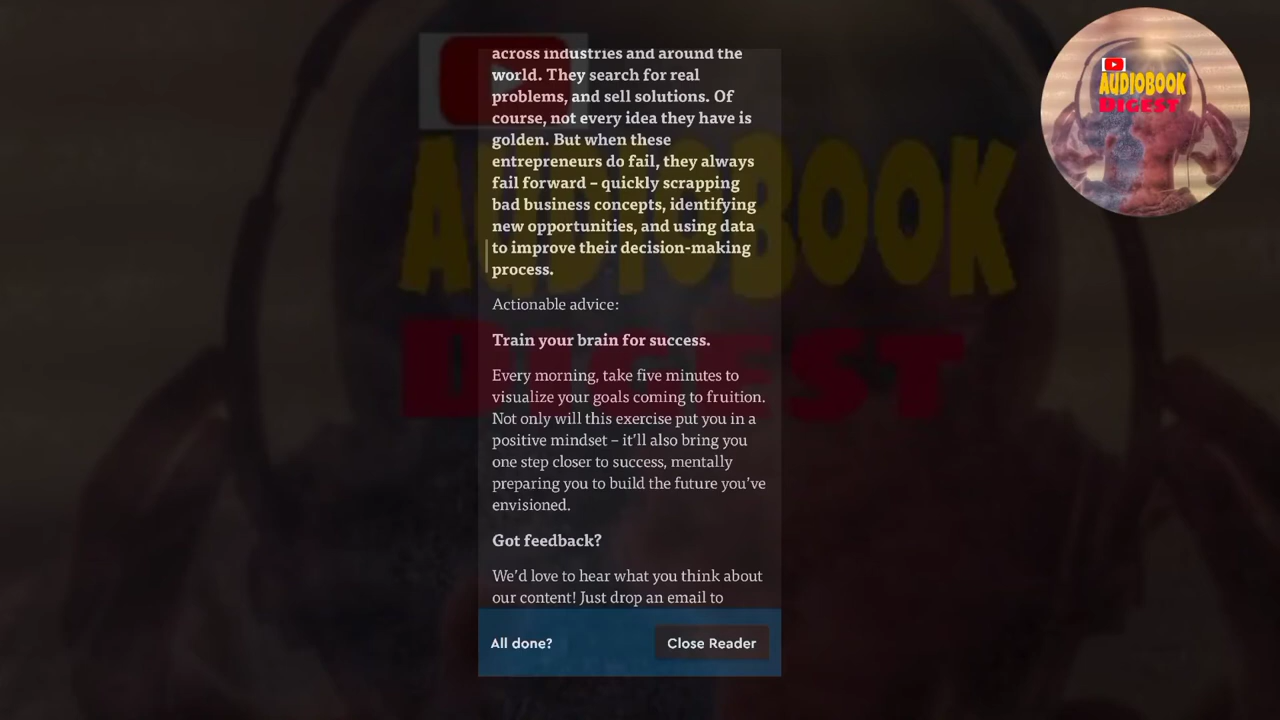 across industries and around the
world. They search for real
problems, and sell solutions. Of
course, not every idea they have is
golden. But when these
entrepreneurs do fail, they always
fail forward – quickly scrapping
bad business concepts, identifying
new opportunities, and using data
to improve their decision-making
process.
Actionable advice:
Train your brain for success.
Every morning, take five minutes to
visualize your goals coming to fruition.
Not only will this exercise put you in a
positive mindset – it’ll also bring you
one step closer to success, mentally
preparing you to build the future you’ve
envisioned.
Got feedback?
We’d love to hear what you think about
our content! Just drop an email to
All done?
Close Reader
AUDIOBOOK
DIGEST
AUDIOBOOK
DIGEST